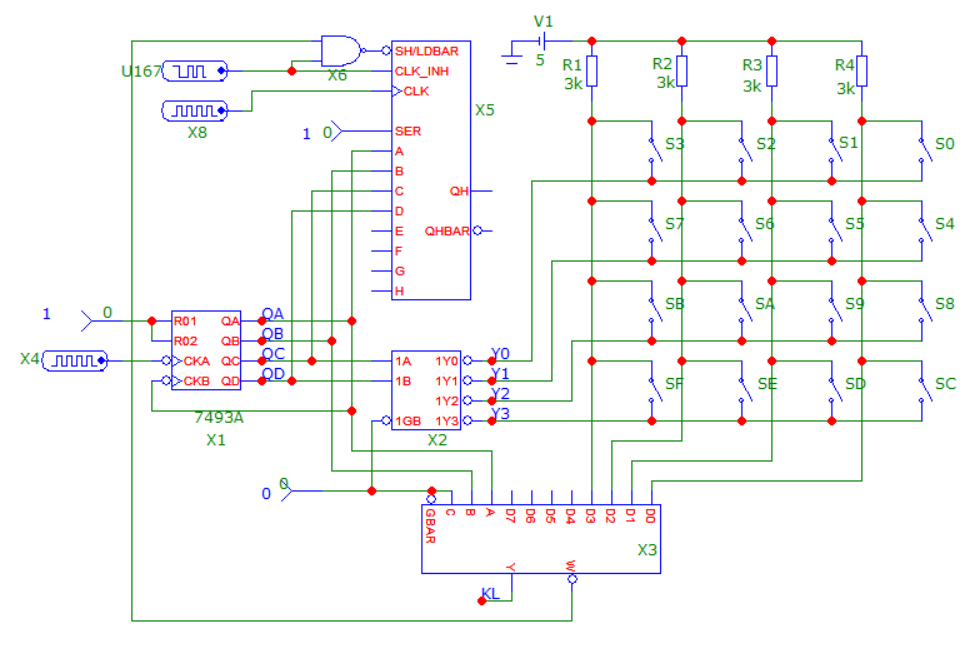 V1
5
R1
3k
R2
3k
R3
3k
R4
3k
U167
X6
X8
1 0
SH/LDBAR
CLK_INH
CLK
SER
A
B
C
D
E
F
G
H
QH
QHBAR
X5
S3 S2 S1 S0
S7 S6 S5 S4
SB SA S9 S8
SF SE SD SC
1 0
X4
R01
R02
CKA
CKB
QA
QB
QC
QD
QA
QB
QC
QD
7493A
X1
1A
1B
1GB
1Y0
1Y1
1Y2
1Y3
X2
Y0
Y1
Y2
Y3
0 0
GBAR C B A D7 D6 D5 D4 D3 D2 D1 D0
X3
Y W
KL